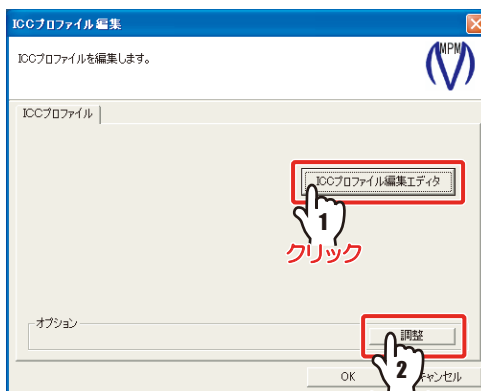 ICCプロファイル編集
ICCプロファイルを編集します。
MPM
ICCプロファイル
ICCプロファイル編集エディタ
1
クリック
オプション
調整
2
OK
ャンセル